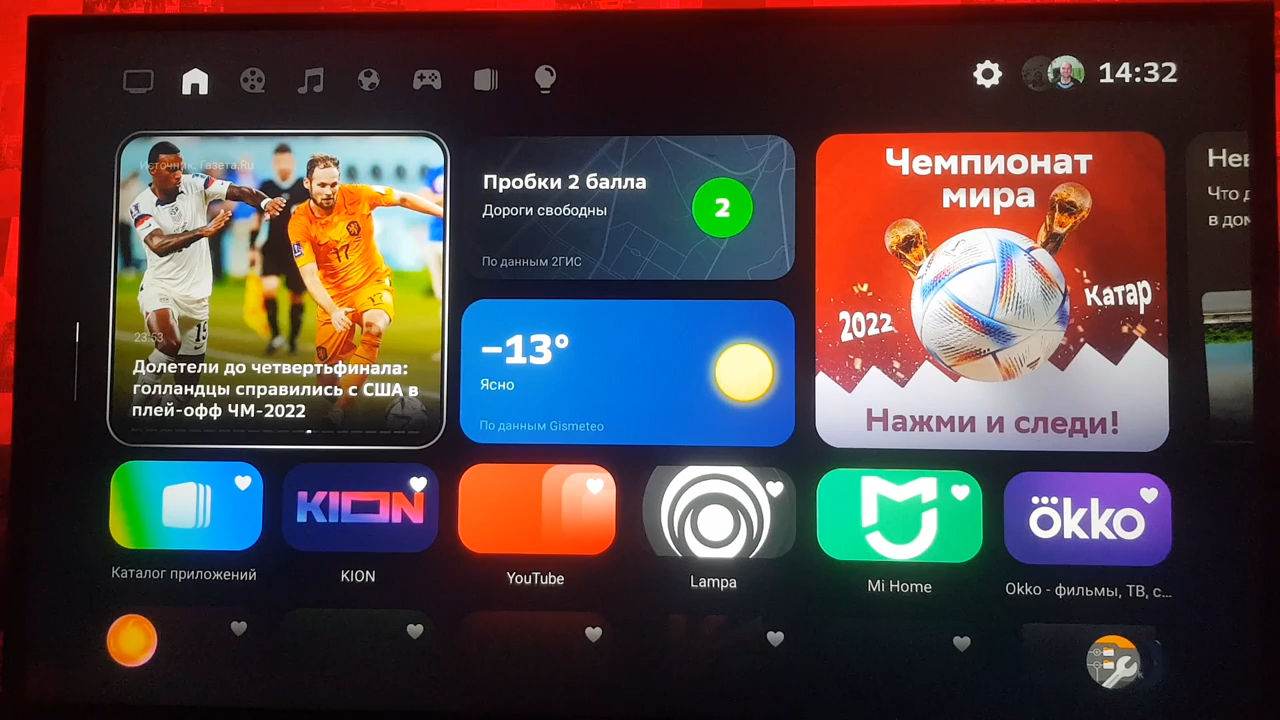 14:32
Источник: Газета.Ru
23:53
Долетели до четвертьфинала:
голландцы справились с США в
плей-офф ЧМ-2022
17
17
Пробки 2 балла
Дороги свободны
2
По данным 2ГИС
–13°
Ясно
По данным Gismeteo
Чемпионат
мира
2022
Катар
Нажми и следи!
Что
в
KION
ökko
Каталог приложений
KION
YouTube
Lampa
Mi Home
Okko - фильмы, ТВ, с...